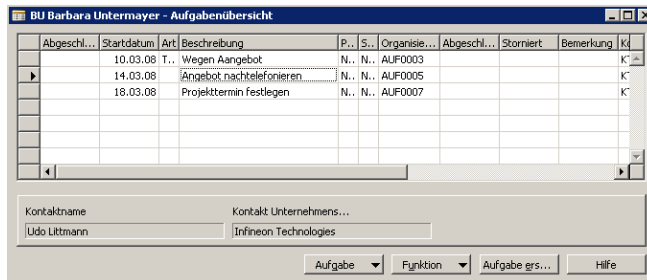 BU Barbara Untermayer - Aufgabenübersicht
Abgeschl... Startdatum Art Beschreibung P.. S.. Organisie... Abgeschl... Storniert Bemerkung
10.03.08 T.. Wegen Aangebot N.. N.. AUF0003
14.03.08 Angebot nachtelefonieren N.. N.. AUF0005
18.03.08 Projekttermin festlegen N.. N.. AUF0007
Kontaktname Kontakt Unternehmens...
Udo Littmann Infineon Technologies
Aufgabe Funktion Aufgabe ers... Hilfe